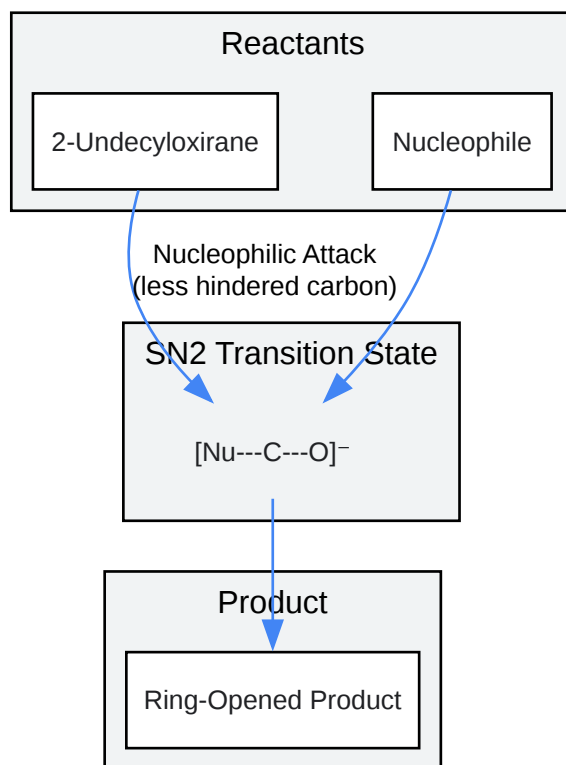 Reactants
2-Undecyloxirane
Nucleophile
Nucleophilic Attack
(less hindered carbon)
SN2 Transition State
[Nu---C---O]⁻
Product
Ring-Opened Product